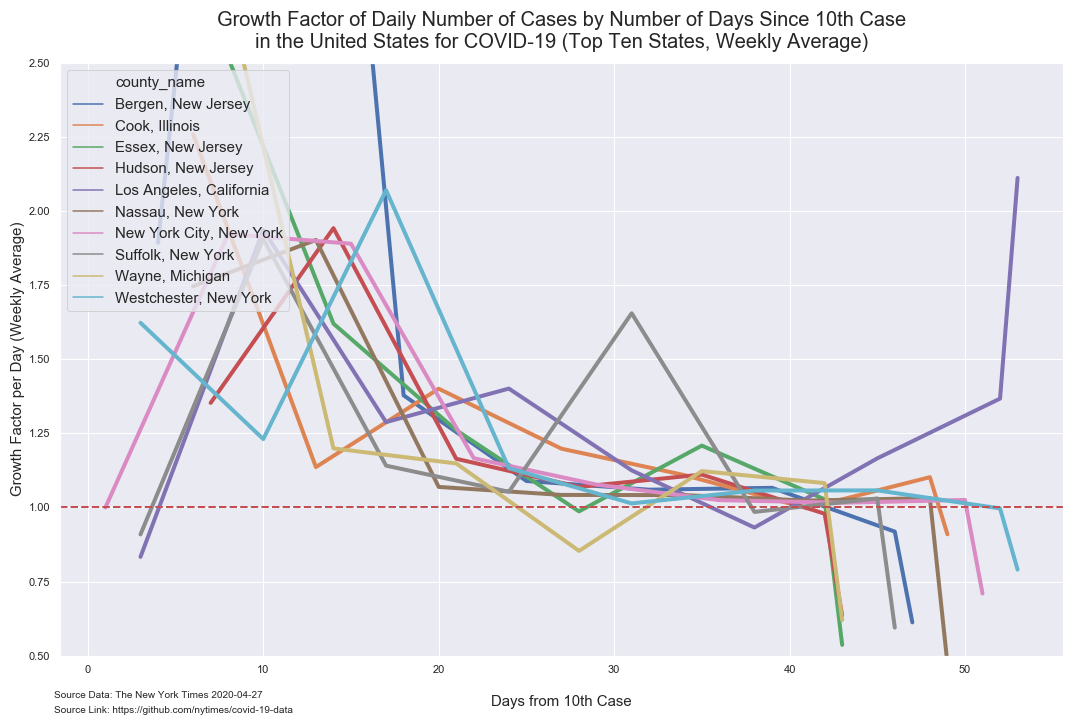 Growth Factor of Daily Number of Cases by Number of Days Since 10th Case
in the United States for COVID-19 (Top Ten States, Weekly Average)
2.50
2.25
2.00
1.75
1.50
1.25
1.00
0.75
0.50
Growth Factor per Day (Weekly Average)
county_name
Bergen, New Jersey
Cook, Illinois
Essex, New Jersey
Hudson, New Jersey
Los Angeles, California
Nassau, New York
New York City, New York
Suffolk, New York
Wayne, Michigan
Westchester, New York
0 10 20 30 40 50
Days from 10th Case
Source Data: The New York Times 2020-04-27
Source Link: https://github.com/nytimes/covid-19-data